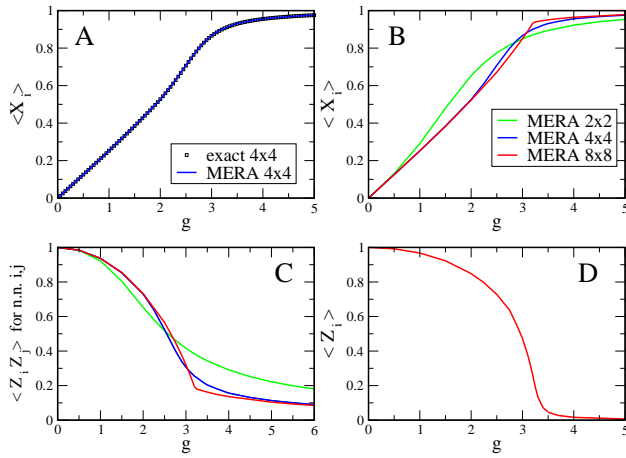 A
<X_i>
1
0.8
0.6
0.4
0.2
0
exact 4x4
MERA 4x4
0 1 2 3 4 5
g
B
< X_i >
1
0.8
0.6
0.4
0.2
0
MERA 2x2
MERA 4x4
MERA 8x8
0 1 2 3 4 5
g
C
< Z_i Z_j > for n.n. i,j
1
0.8
0.6
0.4
0.2
0
0 1 2 3 4 5 6
g
D
< Z_i >
1
0.8
0.6
0.4
0.2
0
0 1 2 3 4 5
g